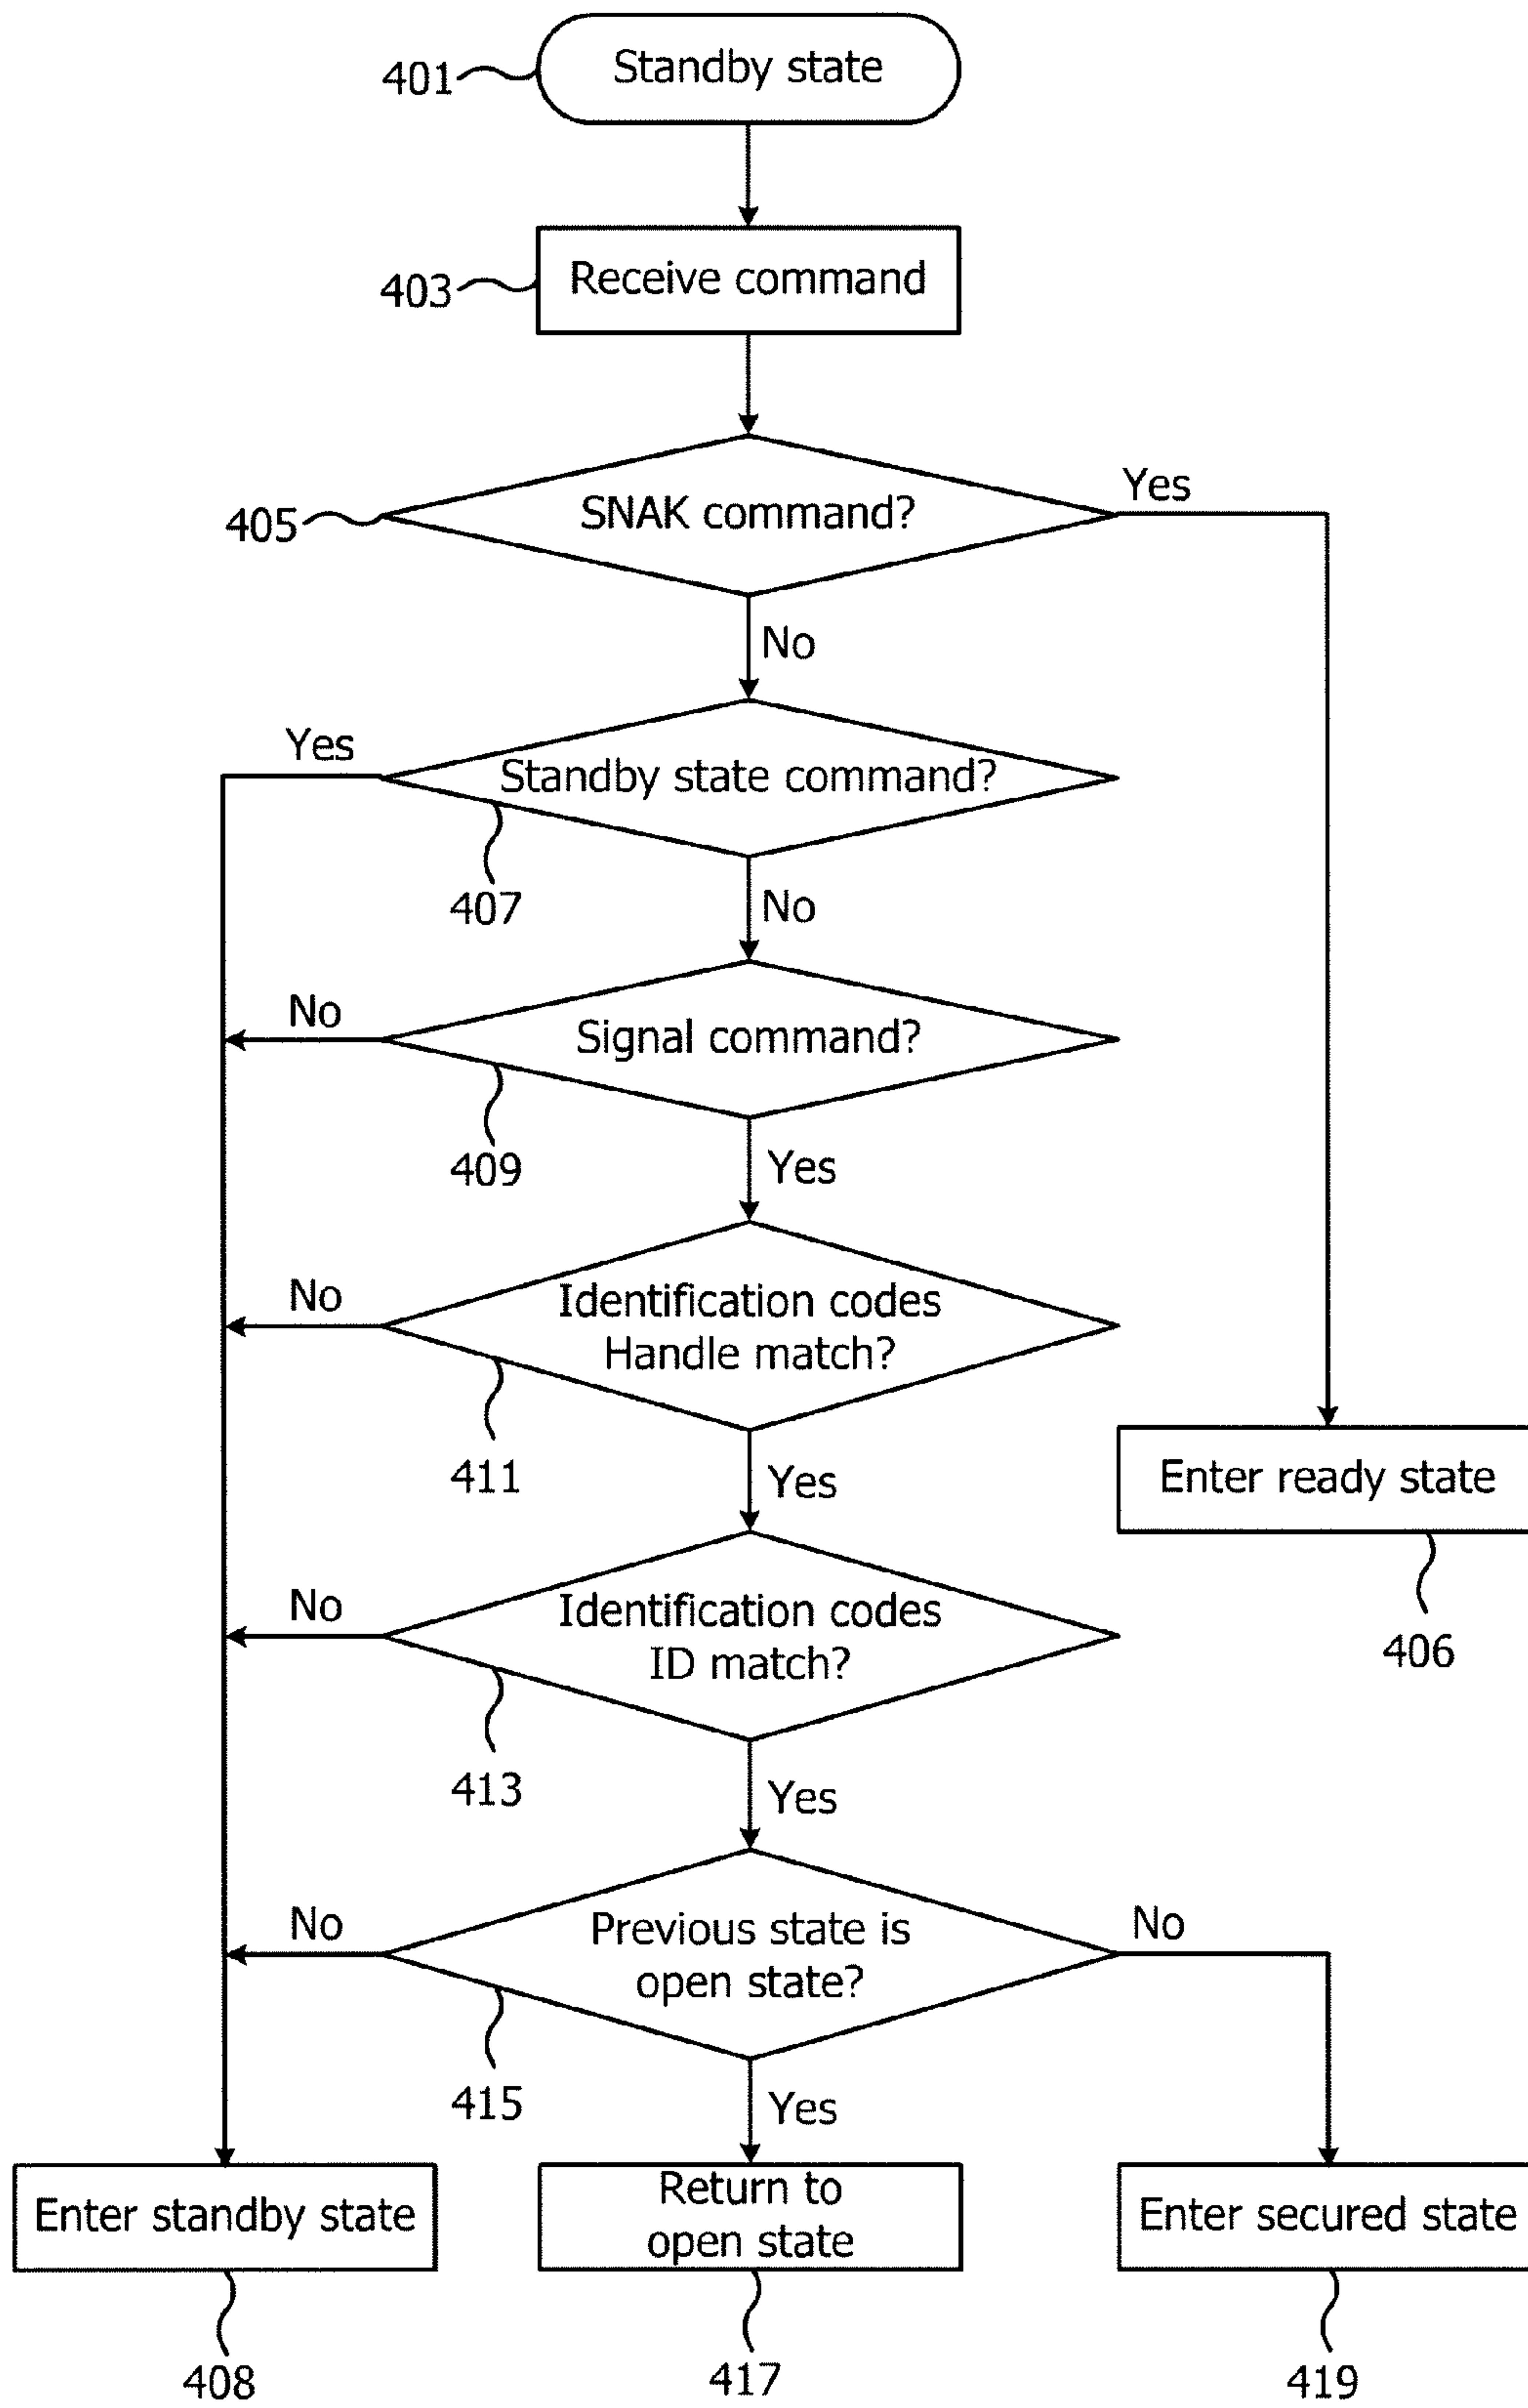 Standby state
401
Receive command
403
Yes
SNAK command?
405
No
Yes
Standby state command?
407
No
No
Signal command?
409
Yes
No
Identification codes
Handle match?
411
Yes
Enter ready state
406
No
Identification codes
ID match?
413
Yes
No
No
Previous state is
open state?
415
Yes
Enter standby state
Return to
open state
Enter secured state
408
417
419